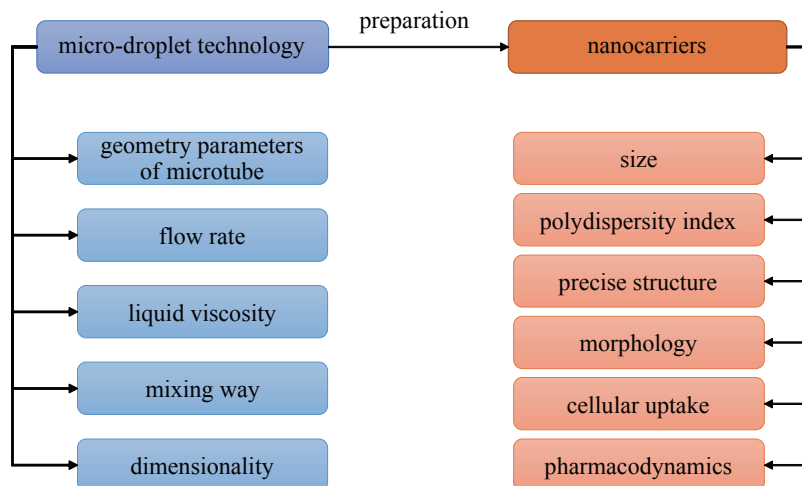 micro-droplet technology
preparation
nanocarriers
geometry parameters
of microtube
flow rate
liquid viscosity
mixing way
dimensionality
size
polydispersity index
precise structure
morphology
cellular uptake
pharmacodynamics